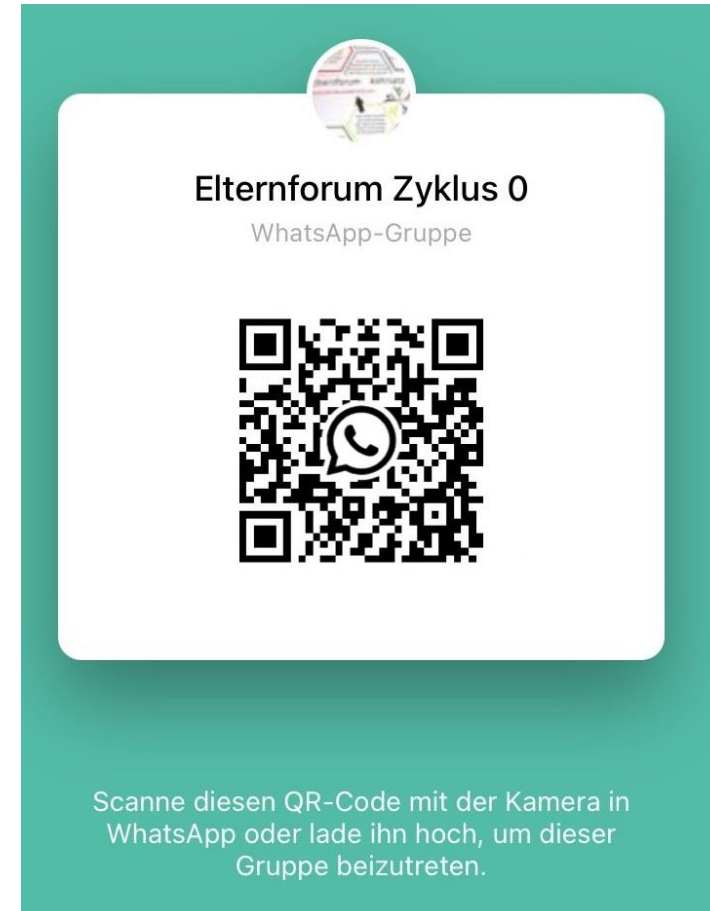 Elternforum Zyklus 0
WhatsApp-Gruppe
Scanne diesen QR-Code mit der Kamera in
WhatsApp oder lade ihn hoch, um dieser
Gruppe beizutreten.